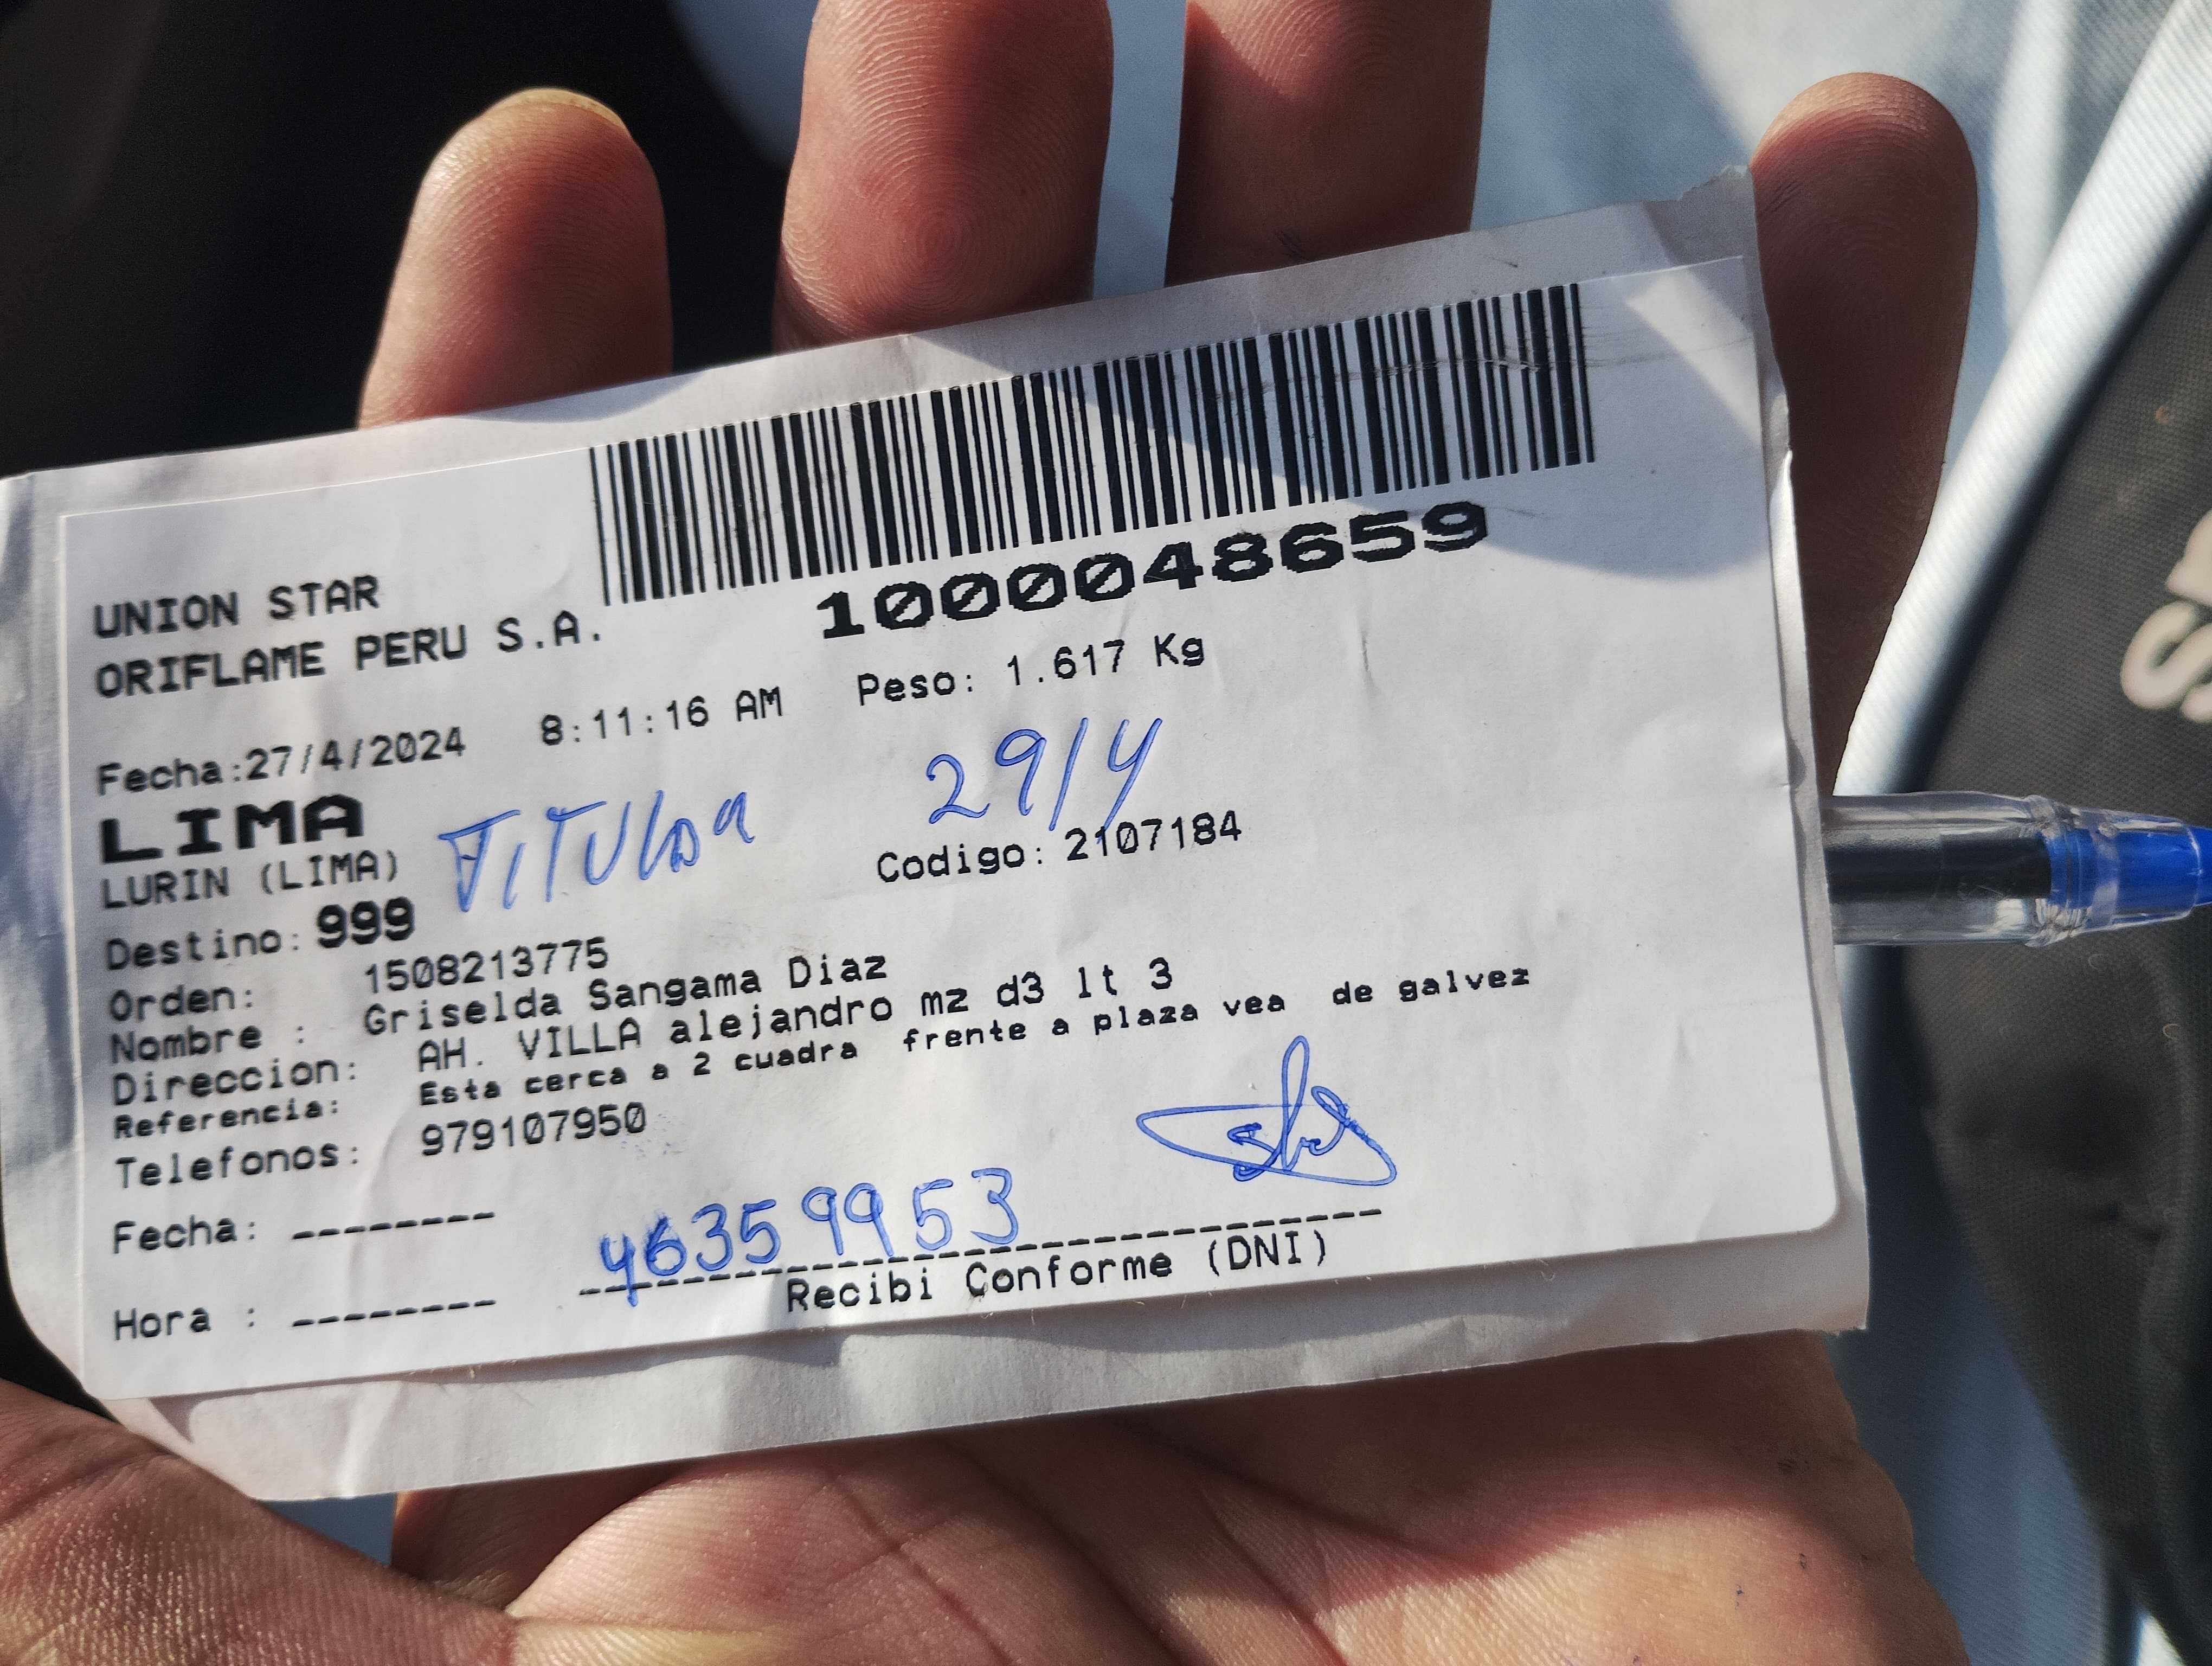 1000048659
UNION STAR
ORIFLAME PERU S.A.
Fecha:27/4/2024 8:11:16 AM Peso: 1.617 Kg
LIMA
29/4
LURIN (LIMA)
Codigo: 2107184
Destino: 999
Orden: 1508213775
Nombre : Griselda Sangama Diaz
Direccion: AH. VILLA alejandro mz d3 lt 3
Referencia: Esta cerca a 2 cuadra frente a plaza vea de galvez
Telefonos: 979107950
Fecha: --------
46359953
Hora : --------
Recibi Conforme (DNI)